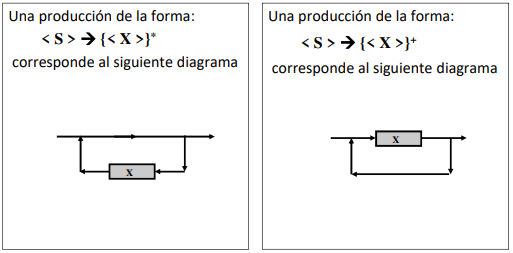 Una producción de la forma:
< S > ➔ {< X >}*
corresponde al siguiente diagrama
X
Una producción de la forma:
< S > ➔ {< X >}⁺
corresponde al siguiente diagrama
X